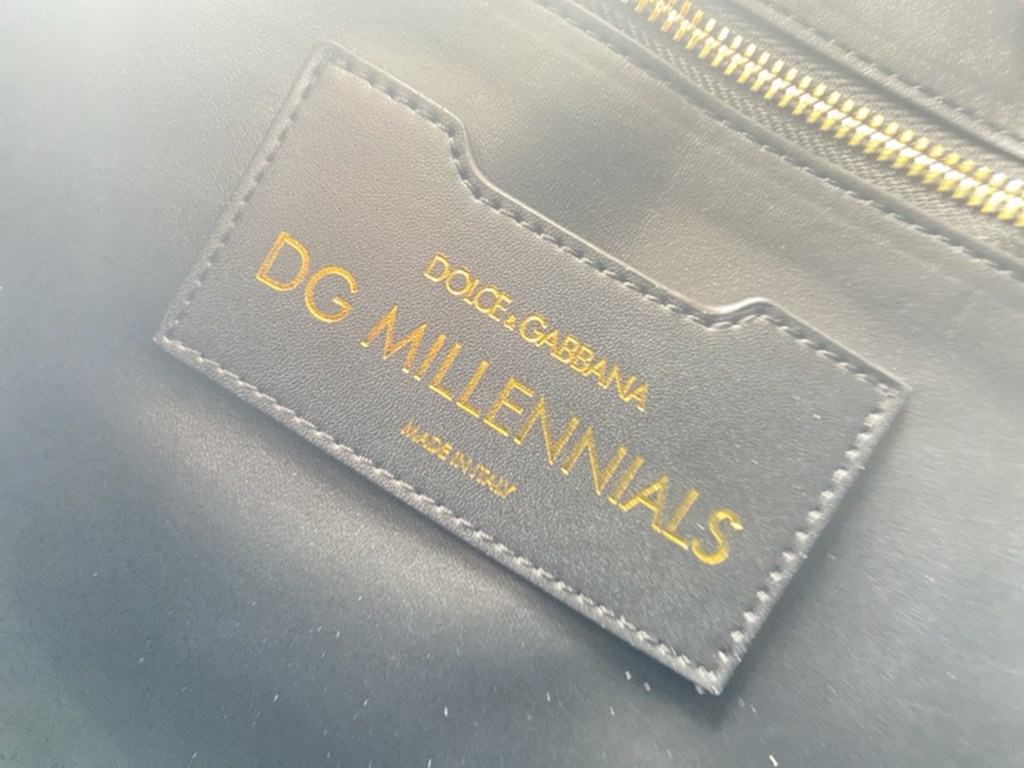 DOLCE & GABBANA
DG MILLENNIALS
MADE IN ITALY